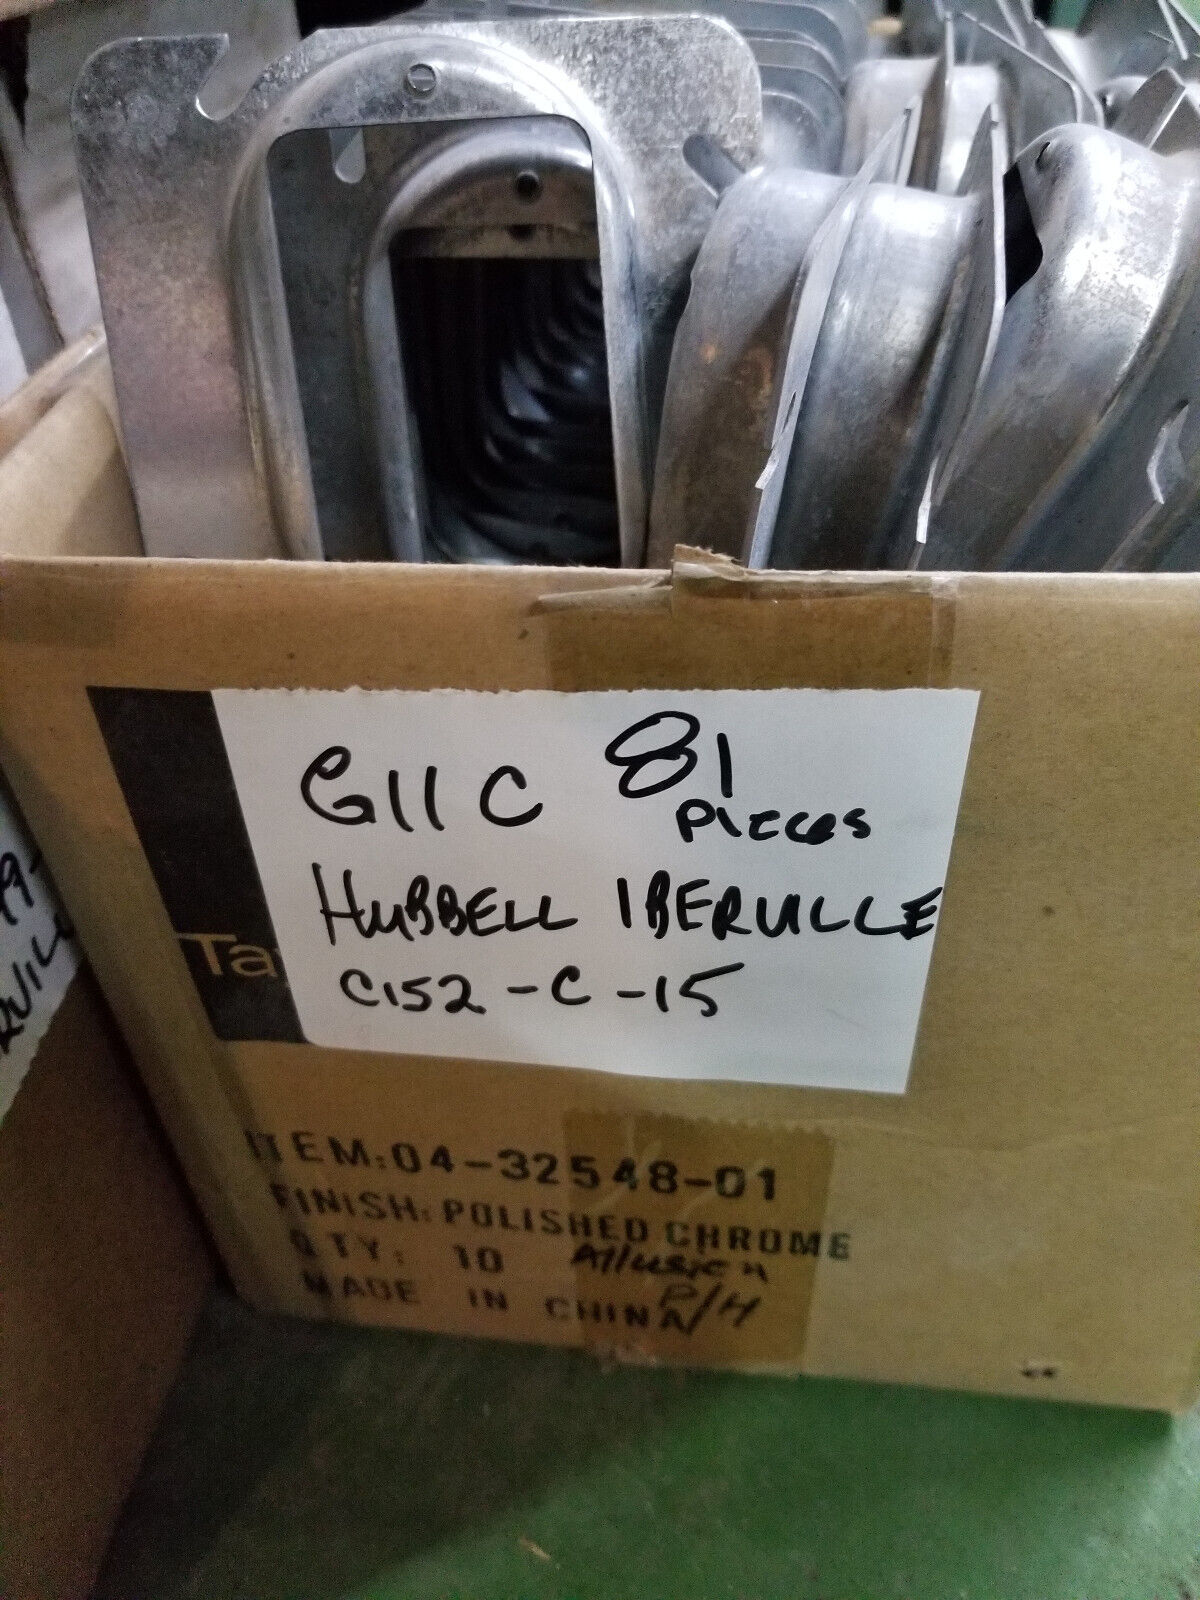 G11C 81
PIECES
HUBBELL IBERVILLE
C152-C-15
Ta
ITEM:04-32548-01
FINISH: POLISHED CHROME
QTY: 10
MADE IN CHINA
P/H